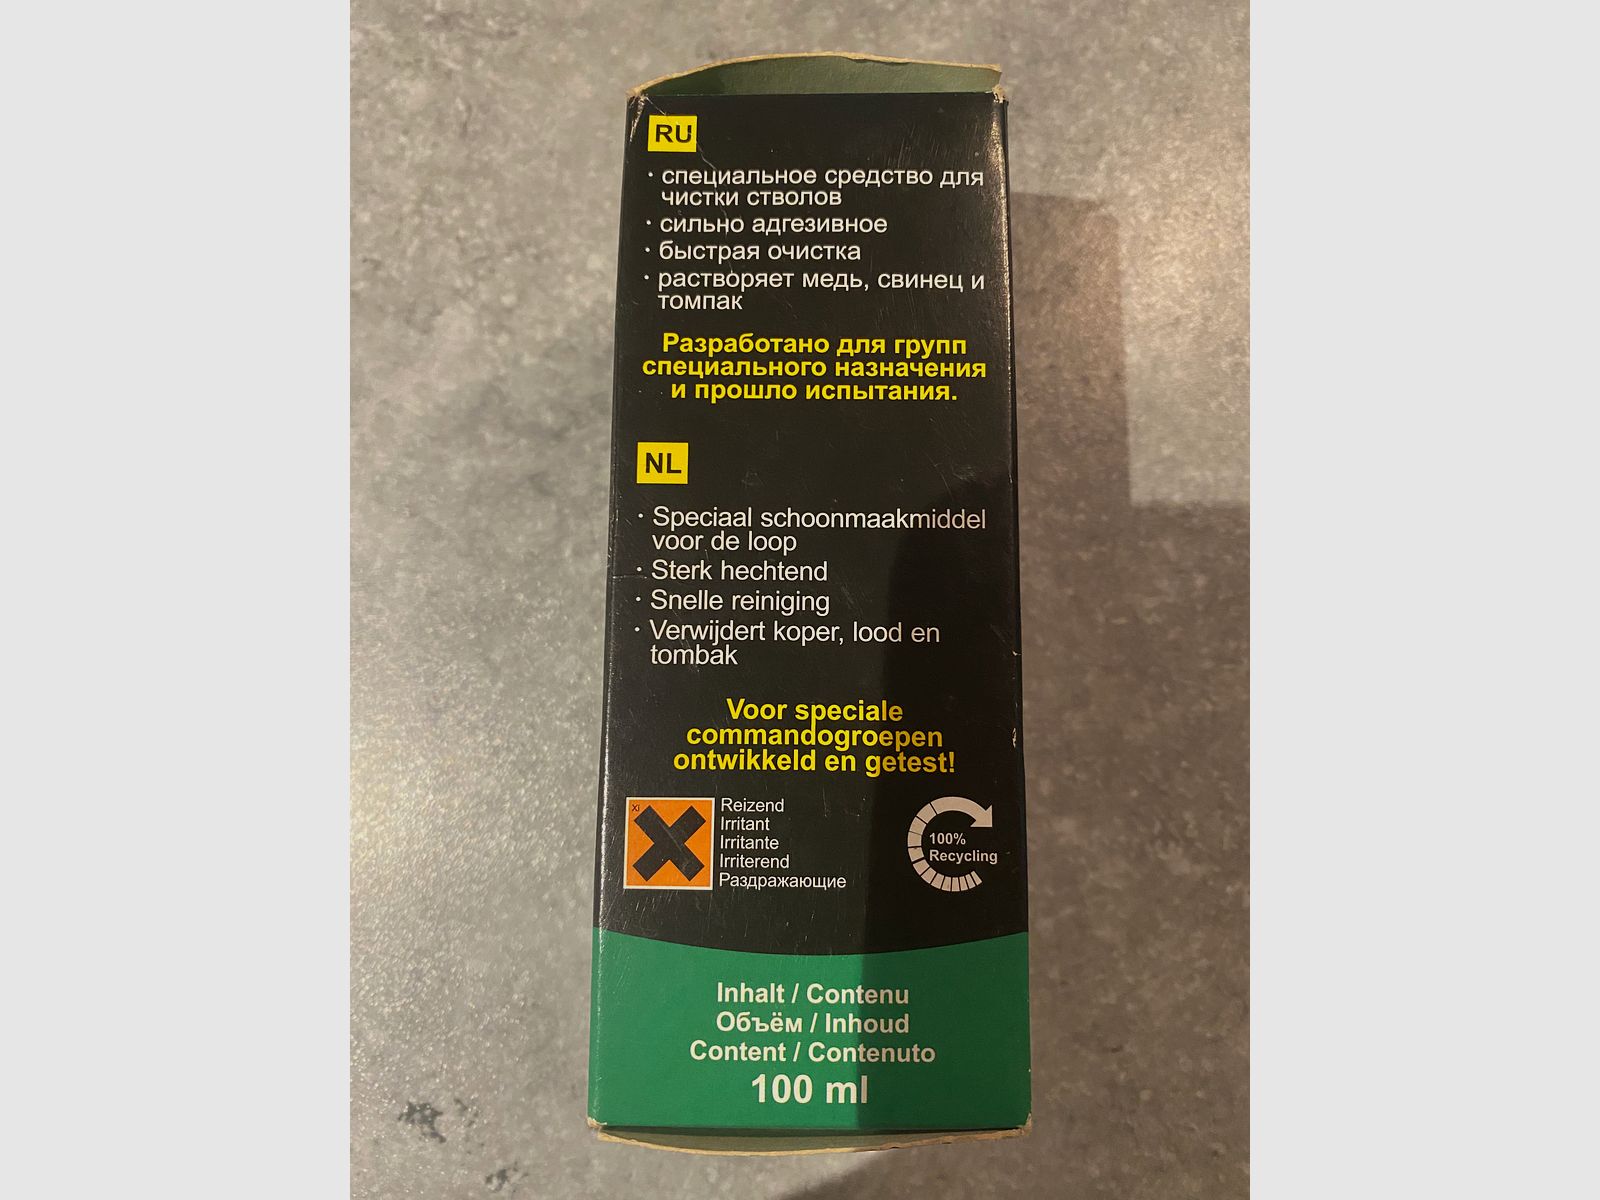 RU
· специальное средство для
чистки стволов
· сильно адгезивное
· быстрая очистка
· растворяет медь, свинец и
томпак
Разработано для групп
специального назначения
и прошло испытания.
NL
· Speciaal schoonmaakmiddel
voor de loop
· Sterk hechtend
· Snelle reiniging
· Verwijdert koper, lood en
tombak
Voor speciale
commandogroepen
ontwikkeld en getest!
Xi
Reizend
Irritant
Irritante
Irriterend
Раздражающие
100%
Recycling
Inhalt / Contenu
Объём / Inhoud
Content / Contenuto
100 ml